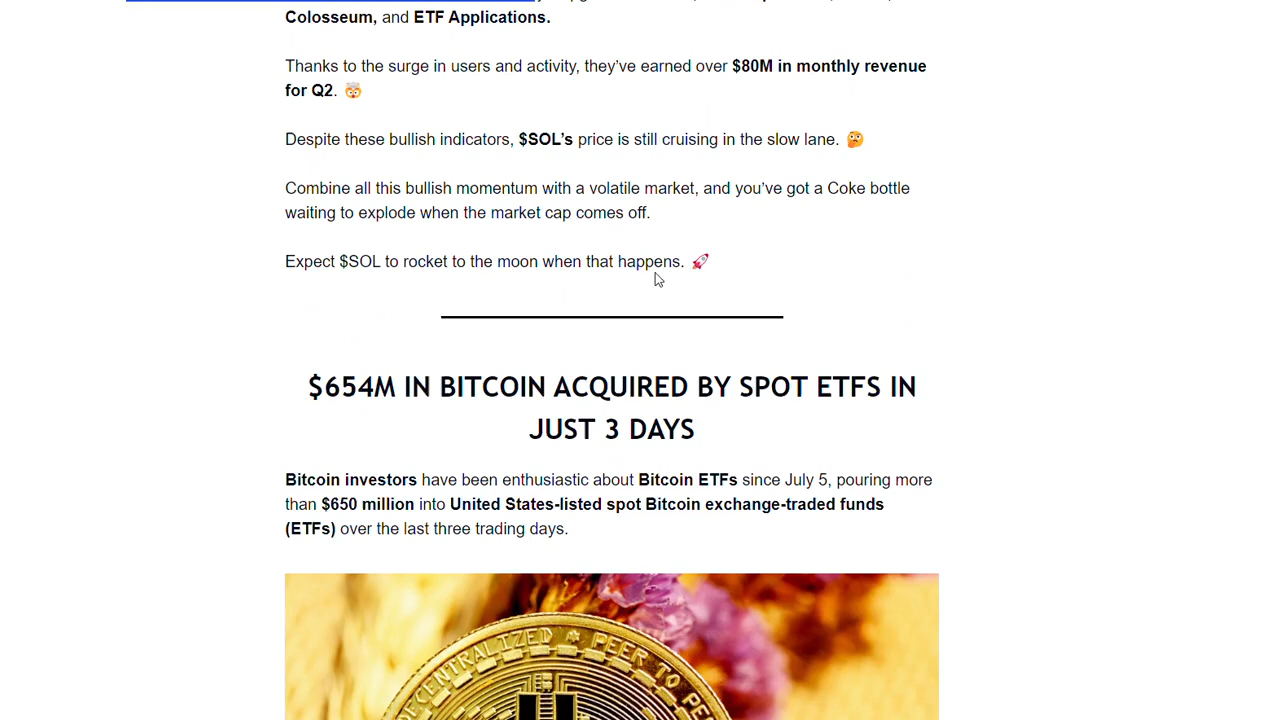 Colosseum, and ETF Applications.
Thanks to the surge in users and activity, they’ve earned over $80M in monthly revenue
for Q2. 🤯
Despite these bullish indicators, $SOL’s price is still cruising in the slow lane. 🤔
Combine all this bullish momentum with a volatile market, and you’ve got a Coke bottle
waiting to explode when the market cap comes off.
Expect $SOL to rocket to the moon when that happens. 🚀
$654M IN BITCOIN ACQUIRED BY SPOT ETFS IN
JUST 3 DAYS
Bitcoin investors have been enthusiastic about Bitcoin ETFs since July 5, pouring more
than $650 million into United States-listed spot Bitcoin exchange-traded funds
(ETFs) over the last three trading days.
DECENTRALIZED * PEER TO PE